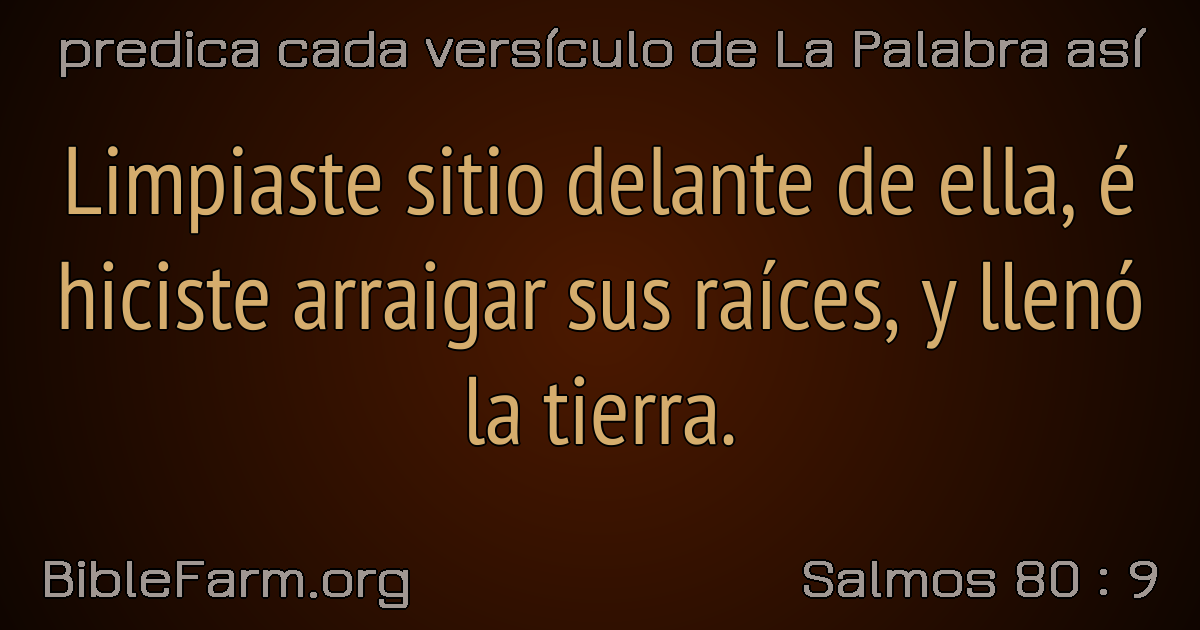 predica cada versículo de La Palabra así
Limpiaste sitio delante de ella, é
hiciste arraigar sus raíces, y llenó
la tierra.
BibleFarm.org
Salmos 80 : 9